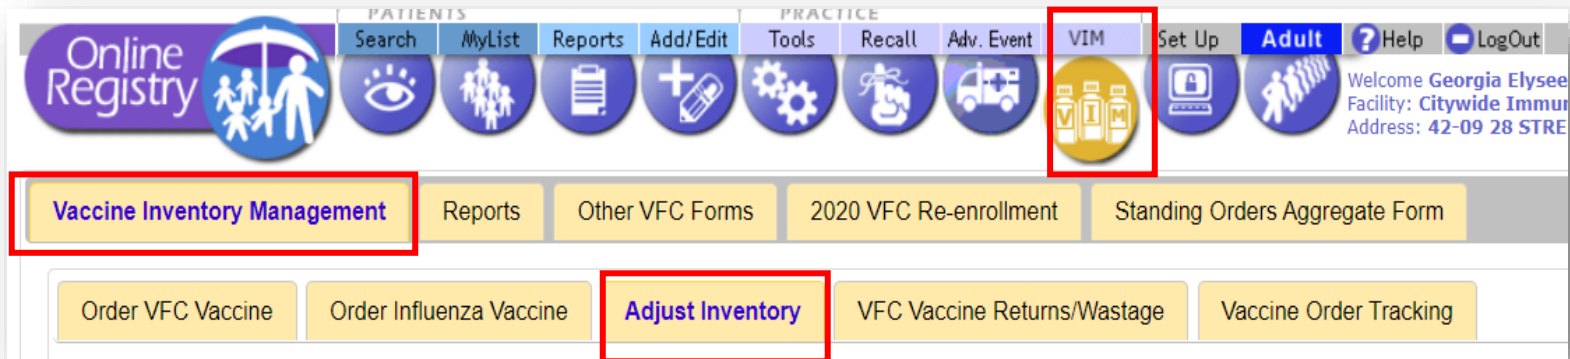 PATIENTS PRACTICE
Search MyList Reports Add/Edit Tools Recall Adv. Event VIM Set Up Adult ? Help LogOut
Online
Registry
Welcome Georgia Elysee
Facility: Citywide Immun
Address: 42-09 28 STRE
V I M
Vaccine Inventory Management Reports Other VFC Forms 2020 VFC Re-enrollment Standing Orders Aggregate Form
Order VFC Vaccine Order Influenza Vaccine Adjust Inventory VFC Vaccine Returns/Wastage Vaccine Order Tracking